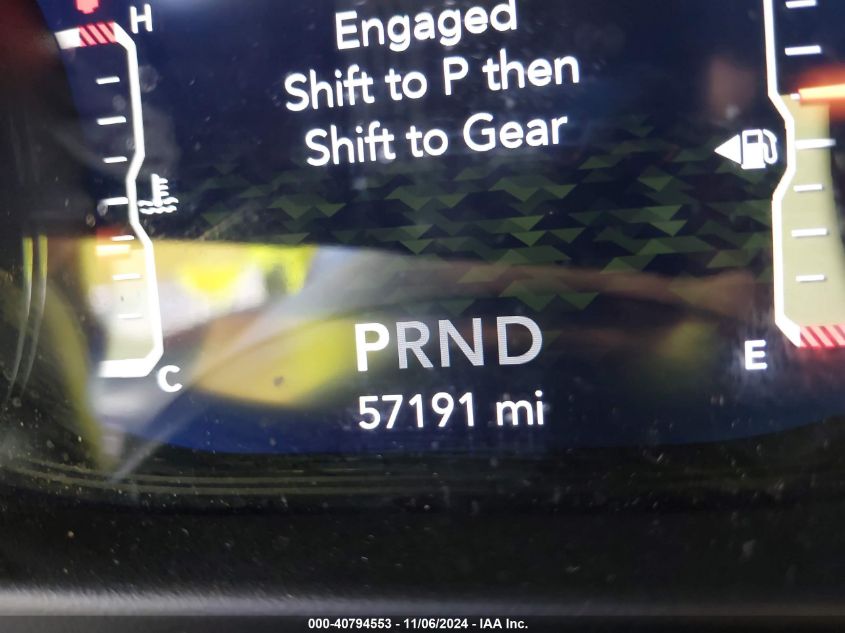 H
Engaged
Shift to P then
Shift to Gear
PRND
E
C
57191 mi
000-40794553 - 11/06/2024 - IAA Inc.